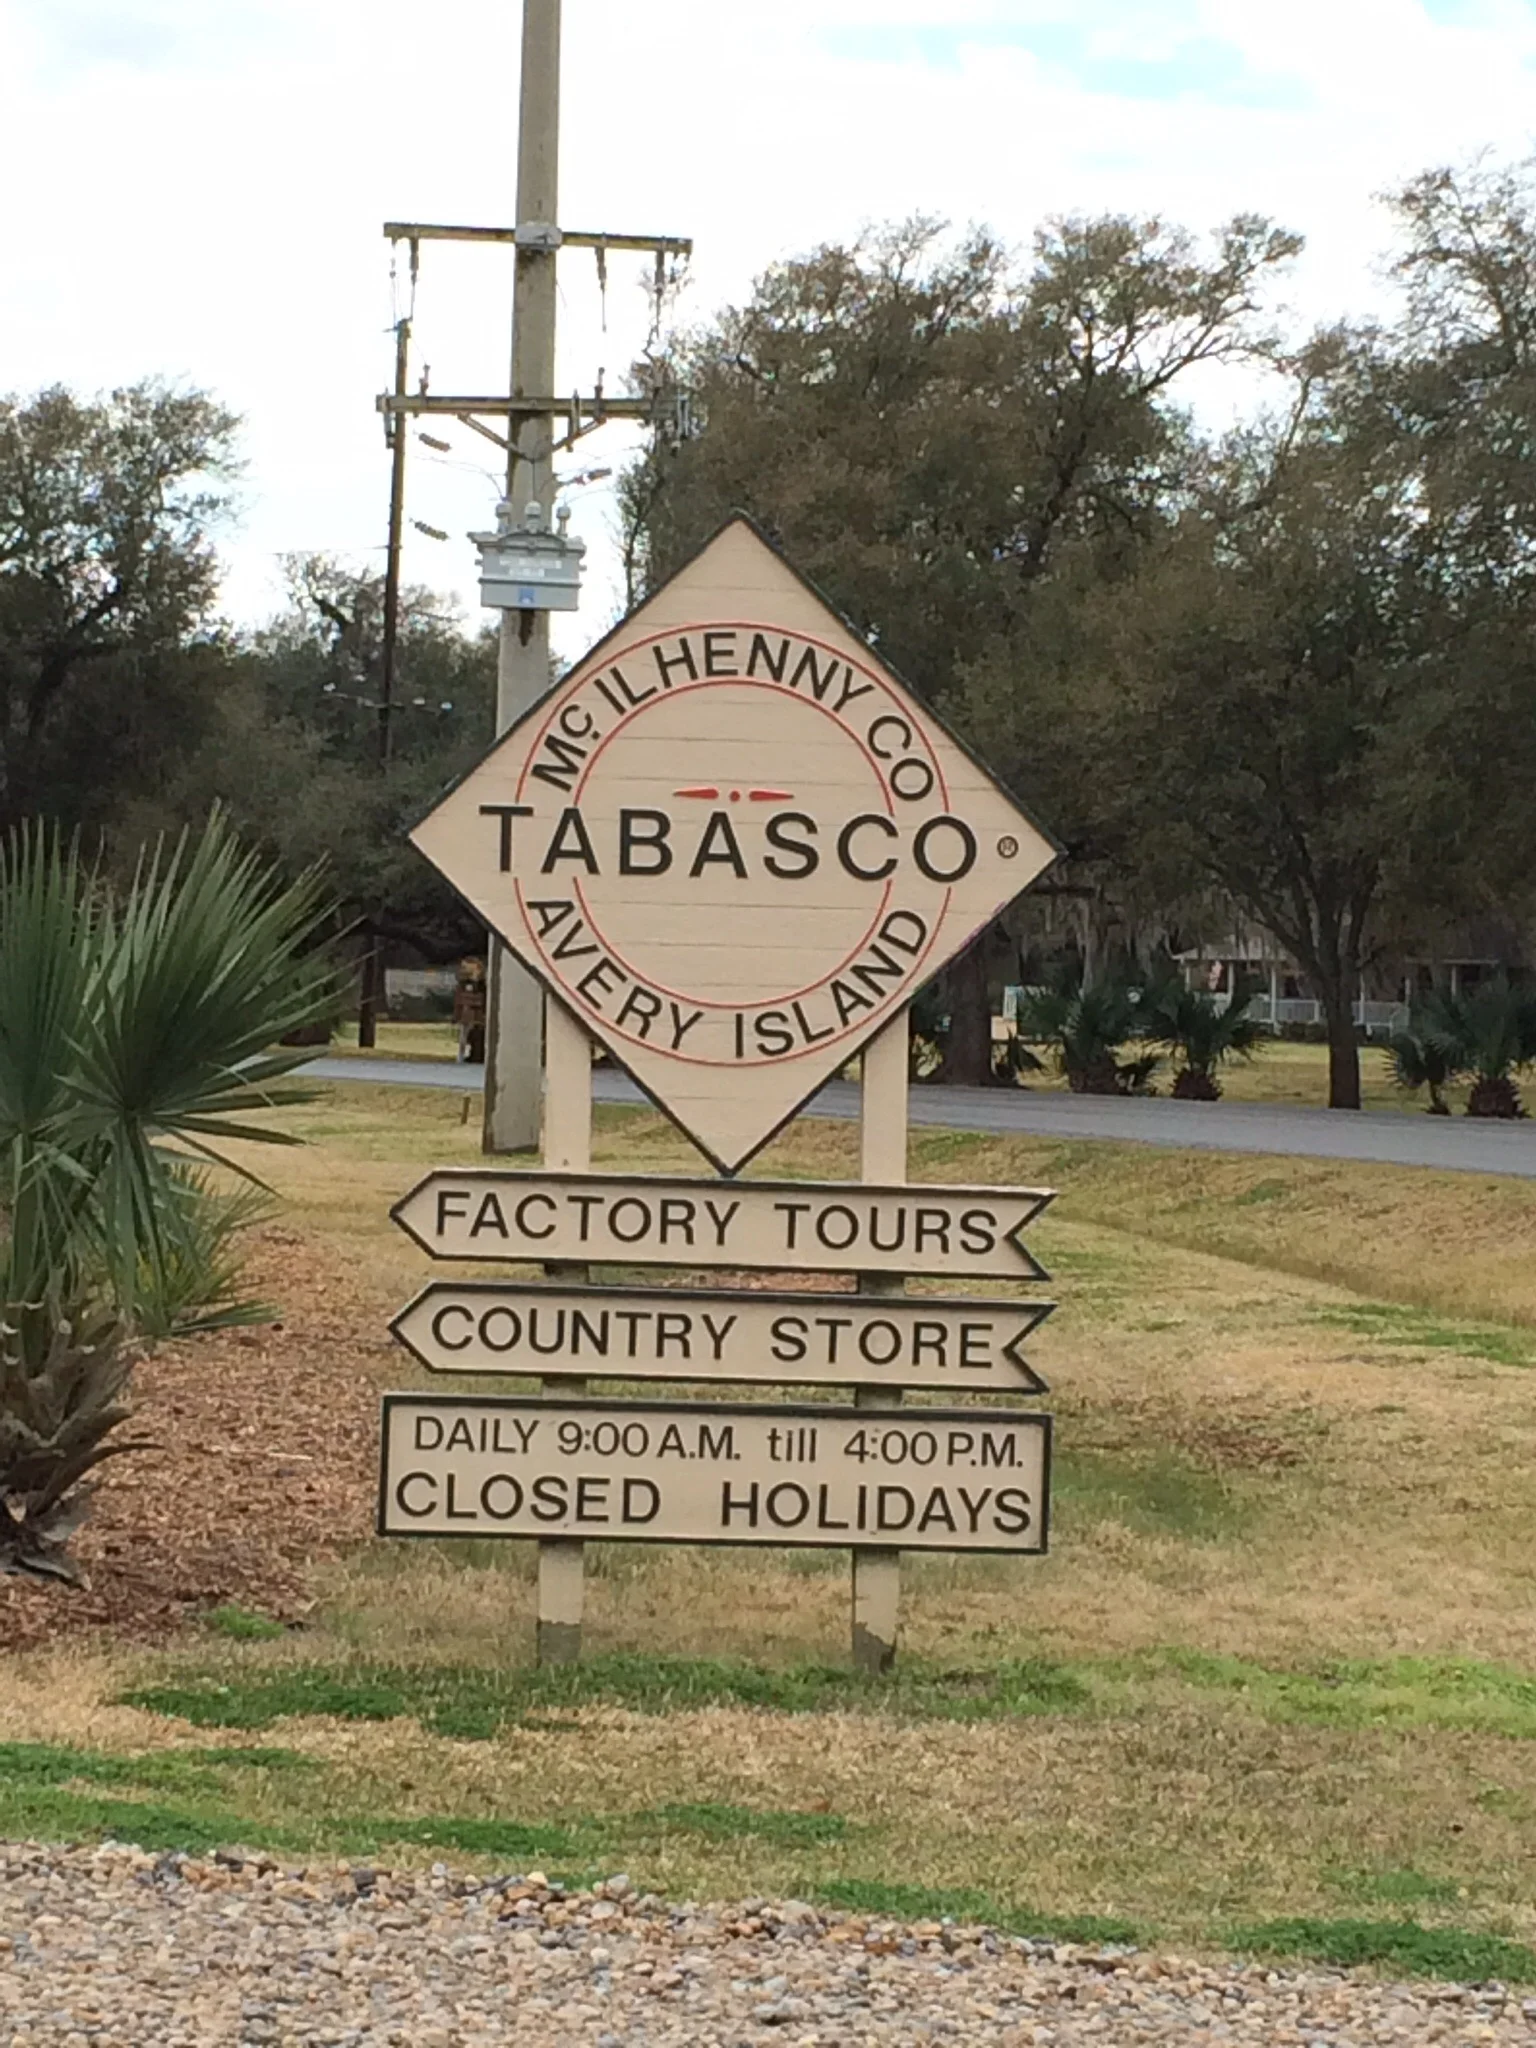 McILHENNY CO
TABASCO ®
AVERY ISLAND
FACTORY TOURS
COUNTRY STORE
DAILY 9:00 A.M. till 4:00 P.M.
CLOSED HOLIDAYS